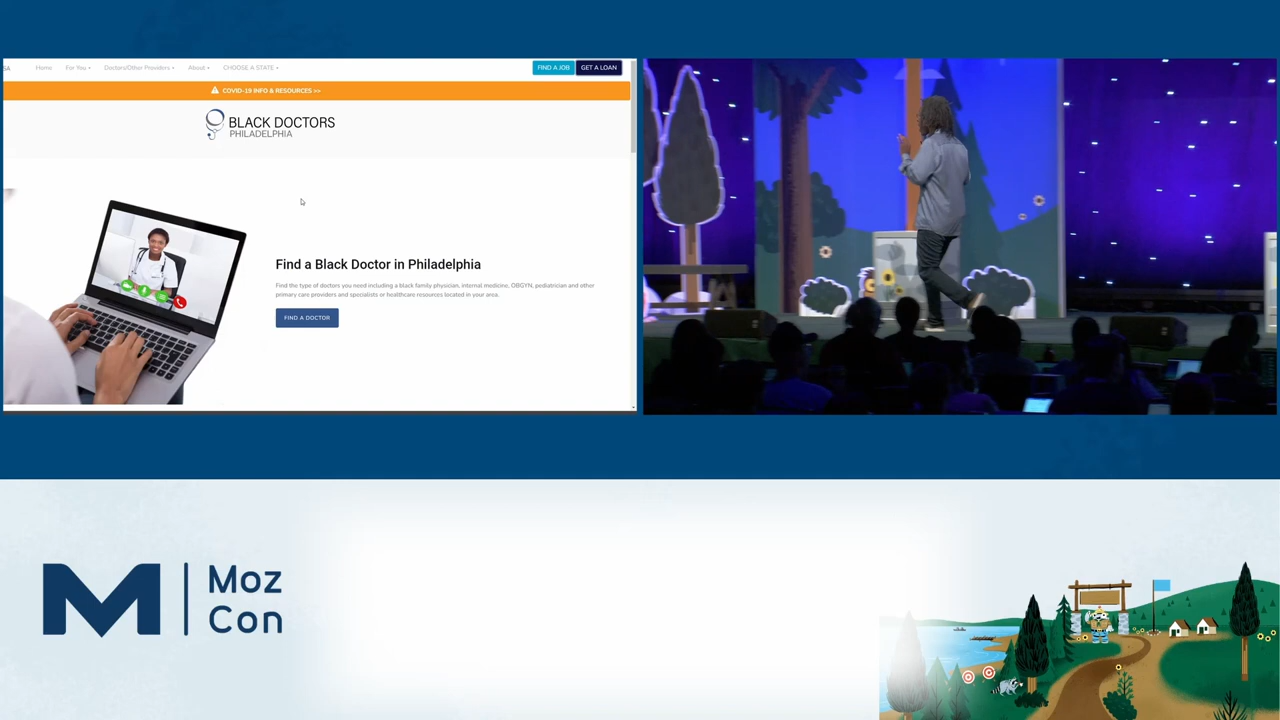 SA
Home
For You
Doctors/Other Providers
About
CHOOSE A STATE
FIND A JOB
GET A LOAN
COVID-19 INFO & RESOURCES >>
BLACK DOCTORS
PHILADELPHIA
Find a Black Doctor in Philadelphia
Find the type of doctors you need including a black family physician, internal medicine, OBGYN, pediatrician and other
primary care providers and specialists or healthcare resources located in your area.
FIND A DOCTOR
M
Moz
Con